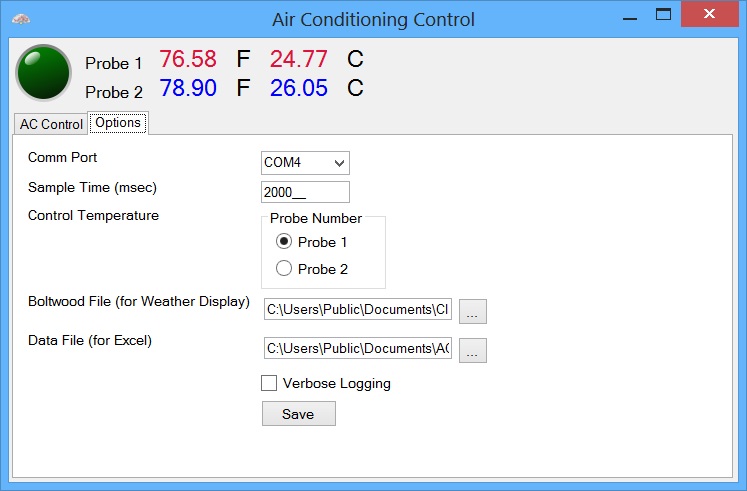 Air Conditioning Control
Probe 1 76.58 F 24.77 C
Probe 2 78.90 F 26.05 C
AC Control Options
Comm Port COM4
Sample Time (msec) 2000__
Control Temperature Probe Number
Probe 1
Probe 2
Boltwood File (for Weather Display) C:\Users\Public\Documents\Cl ...
Data File (for Excel) C:\Users\Public\Documents\AC ...
Verbose Logging
Save